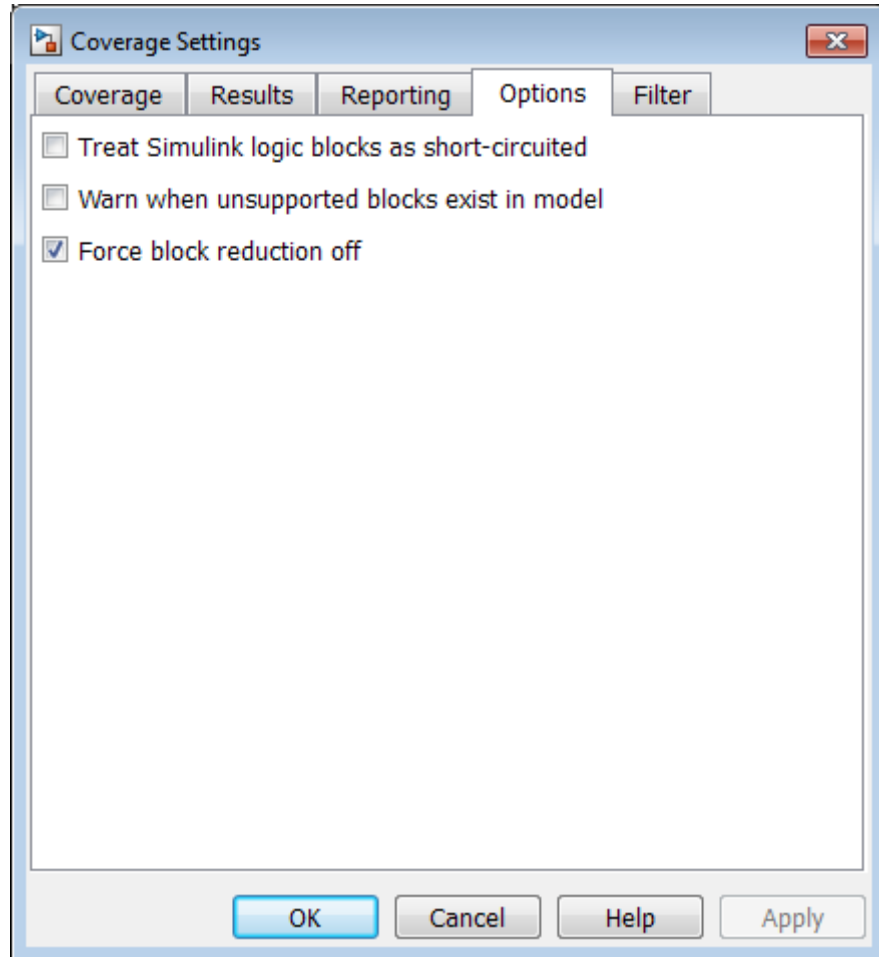 Coverage Settings
Coverage Results Reporting Options Filter
Treat Simulink logic blocks as short-circuited
Warn when unsupported blocks exist in model
Force block reduction off
OK Cancel Help Apply